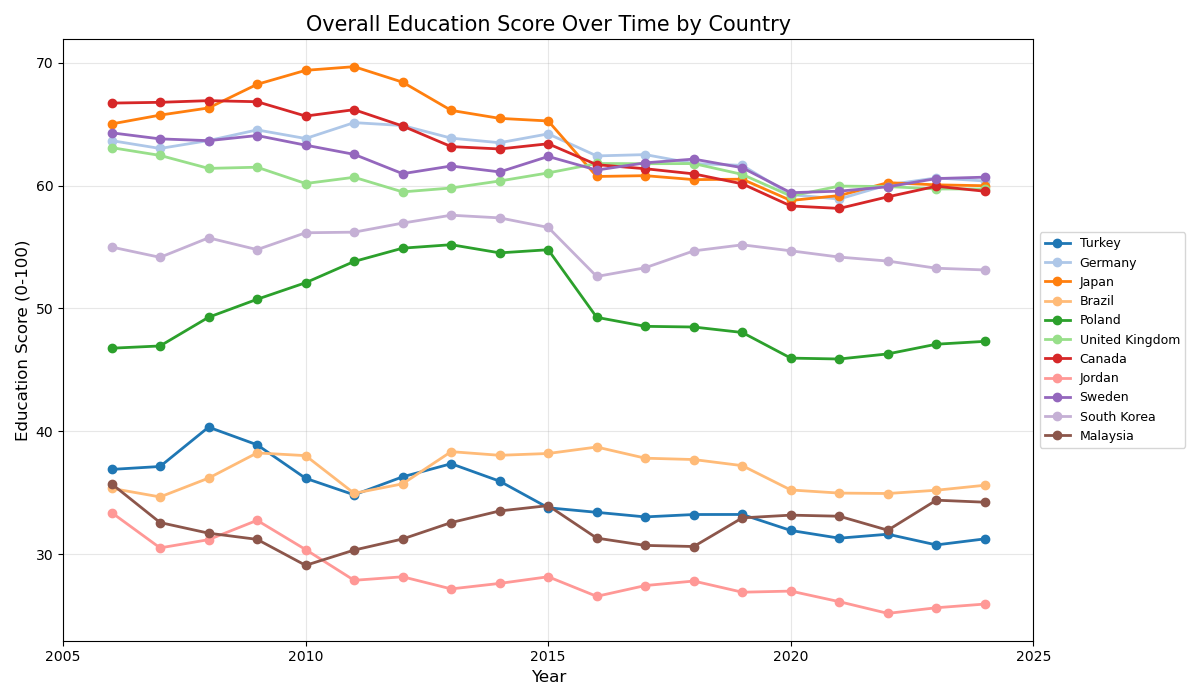 Overall Education Score Over Time by Country
Education Score (0-100)
70
60
50
40
30
2005
2010
2015
2020
2025
Year
Turkey
Germany
Japan
Brazil
Poland
United Kingdom
Canada
Jordan
Sweden
South Korea
Malaysia